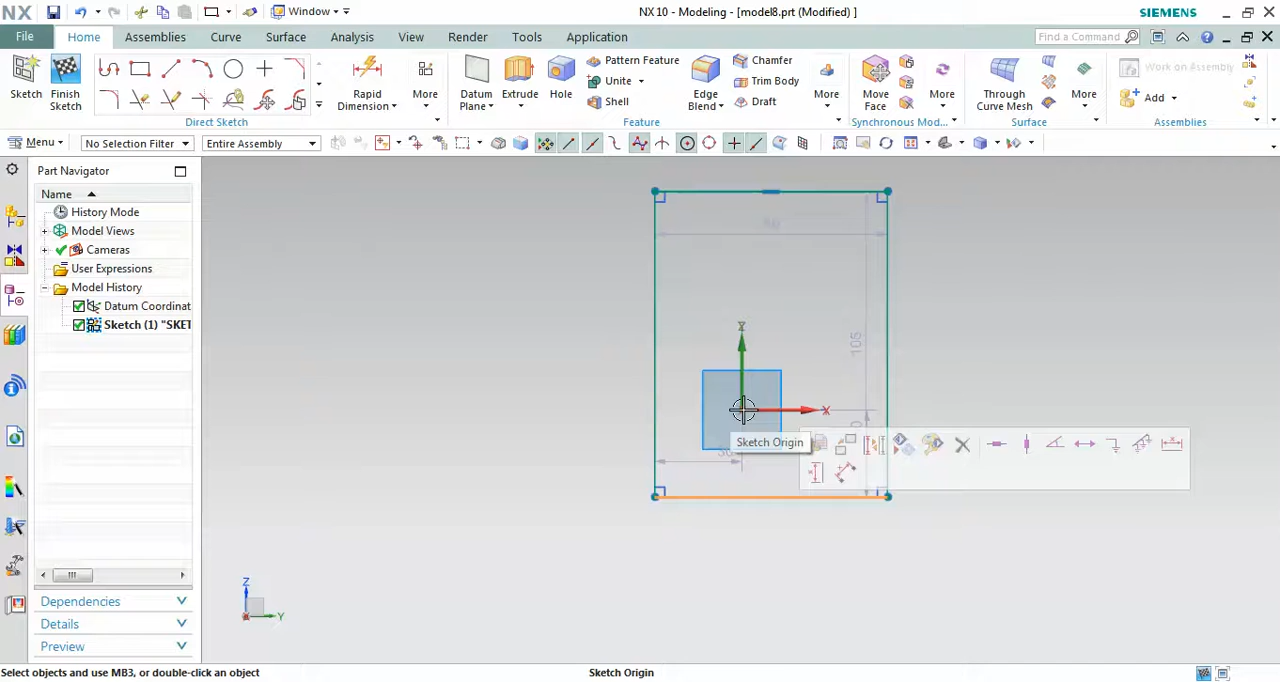 NX Window NX 10 - Modeling - [model8.prt (Modified) ] SIEMENS
File Home Assemblies Curve Surface Analysis View Render Tools Application Find a Command
Sketch Finish Sketch Rapid Dimension More Datum Plane Extrude Hole Pattern Feature Unite Shell Edge Blend Chamfer Trim Body Draft More Move Face More Through Curve Mesh More Work on Assembly Add
Direct Sketch Feature Synchronous Mod... Surface Assemblies
Menu No Selection Filter Entire Assembly
Part Navigator
Name
History Mode
Model Views
Cameras
User Expressions
Model History
Datum Coordinat
Sketch (1) "SKET
105
X
Sketch Origin
Z
Y
Dependencies
Details
Preview
Select objects and use MB3, or double-click an object Sketch Origin